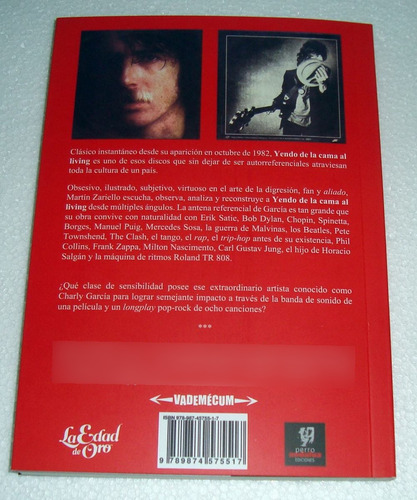 Clásico instantáneo desde su aparición en octubre de 1982, Yendo de la cama al
living es uno de esos discos que sin dejar de ser autorreferenciales atraviesan
toda la cultura de un país.
Obsesivo, ilustrado, subjetivo, virtuoso en el arte de la digresión, fan y aliado,
Martín Zariello escucha, observa, analiza y reconstruye a Yendo de la cama al
living desde múltiples ángulos. La antena referencial de García es tan grande que
su obra convive con naturalidad con Erik Satie, Bob Dylan, Chopin, Spinetta,
Borges, Manuel Puig, Mercedes Sosa, la guerra de Malvinas, los Beatles, Pete
Townshend, The Clash, el tango, el rap, el trip-hop antes de su existencia, Phil
Collins, Frank Zappa, Milton Nascimento, Carl Gustav Jung, el hijo de Horacio
Salgán y la máquina de ritmos Roland TR 808.
¿Qué clase de sensibilidad posee ese extraordinario artista conocido como
Charly García para lograr semejante impacto a través de la banda de sonido de
una película y un longplay pop-rock de ocho canciones?
***
VADEMÉCUM
La Edad
de Oro
ISBN 978-987-45755-1-7
9 789874 575517
perro
EDICIONES